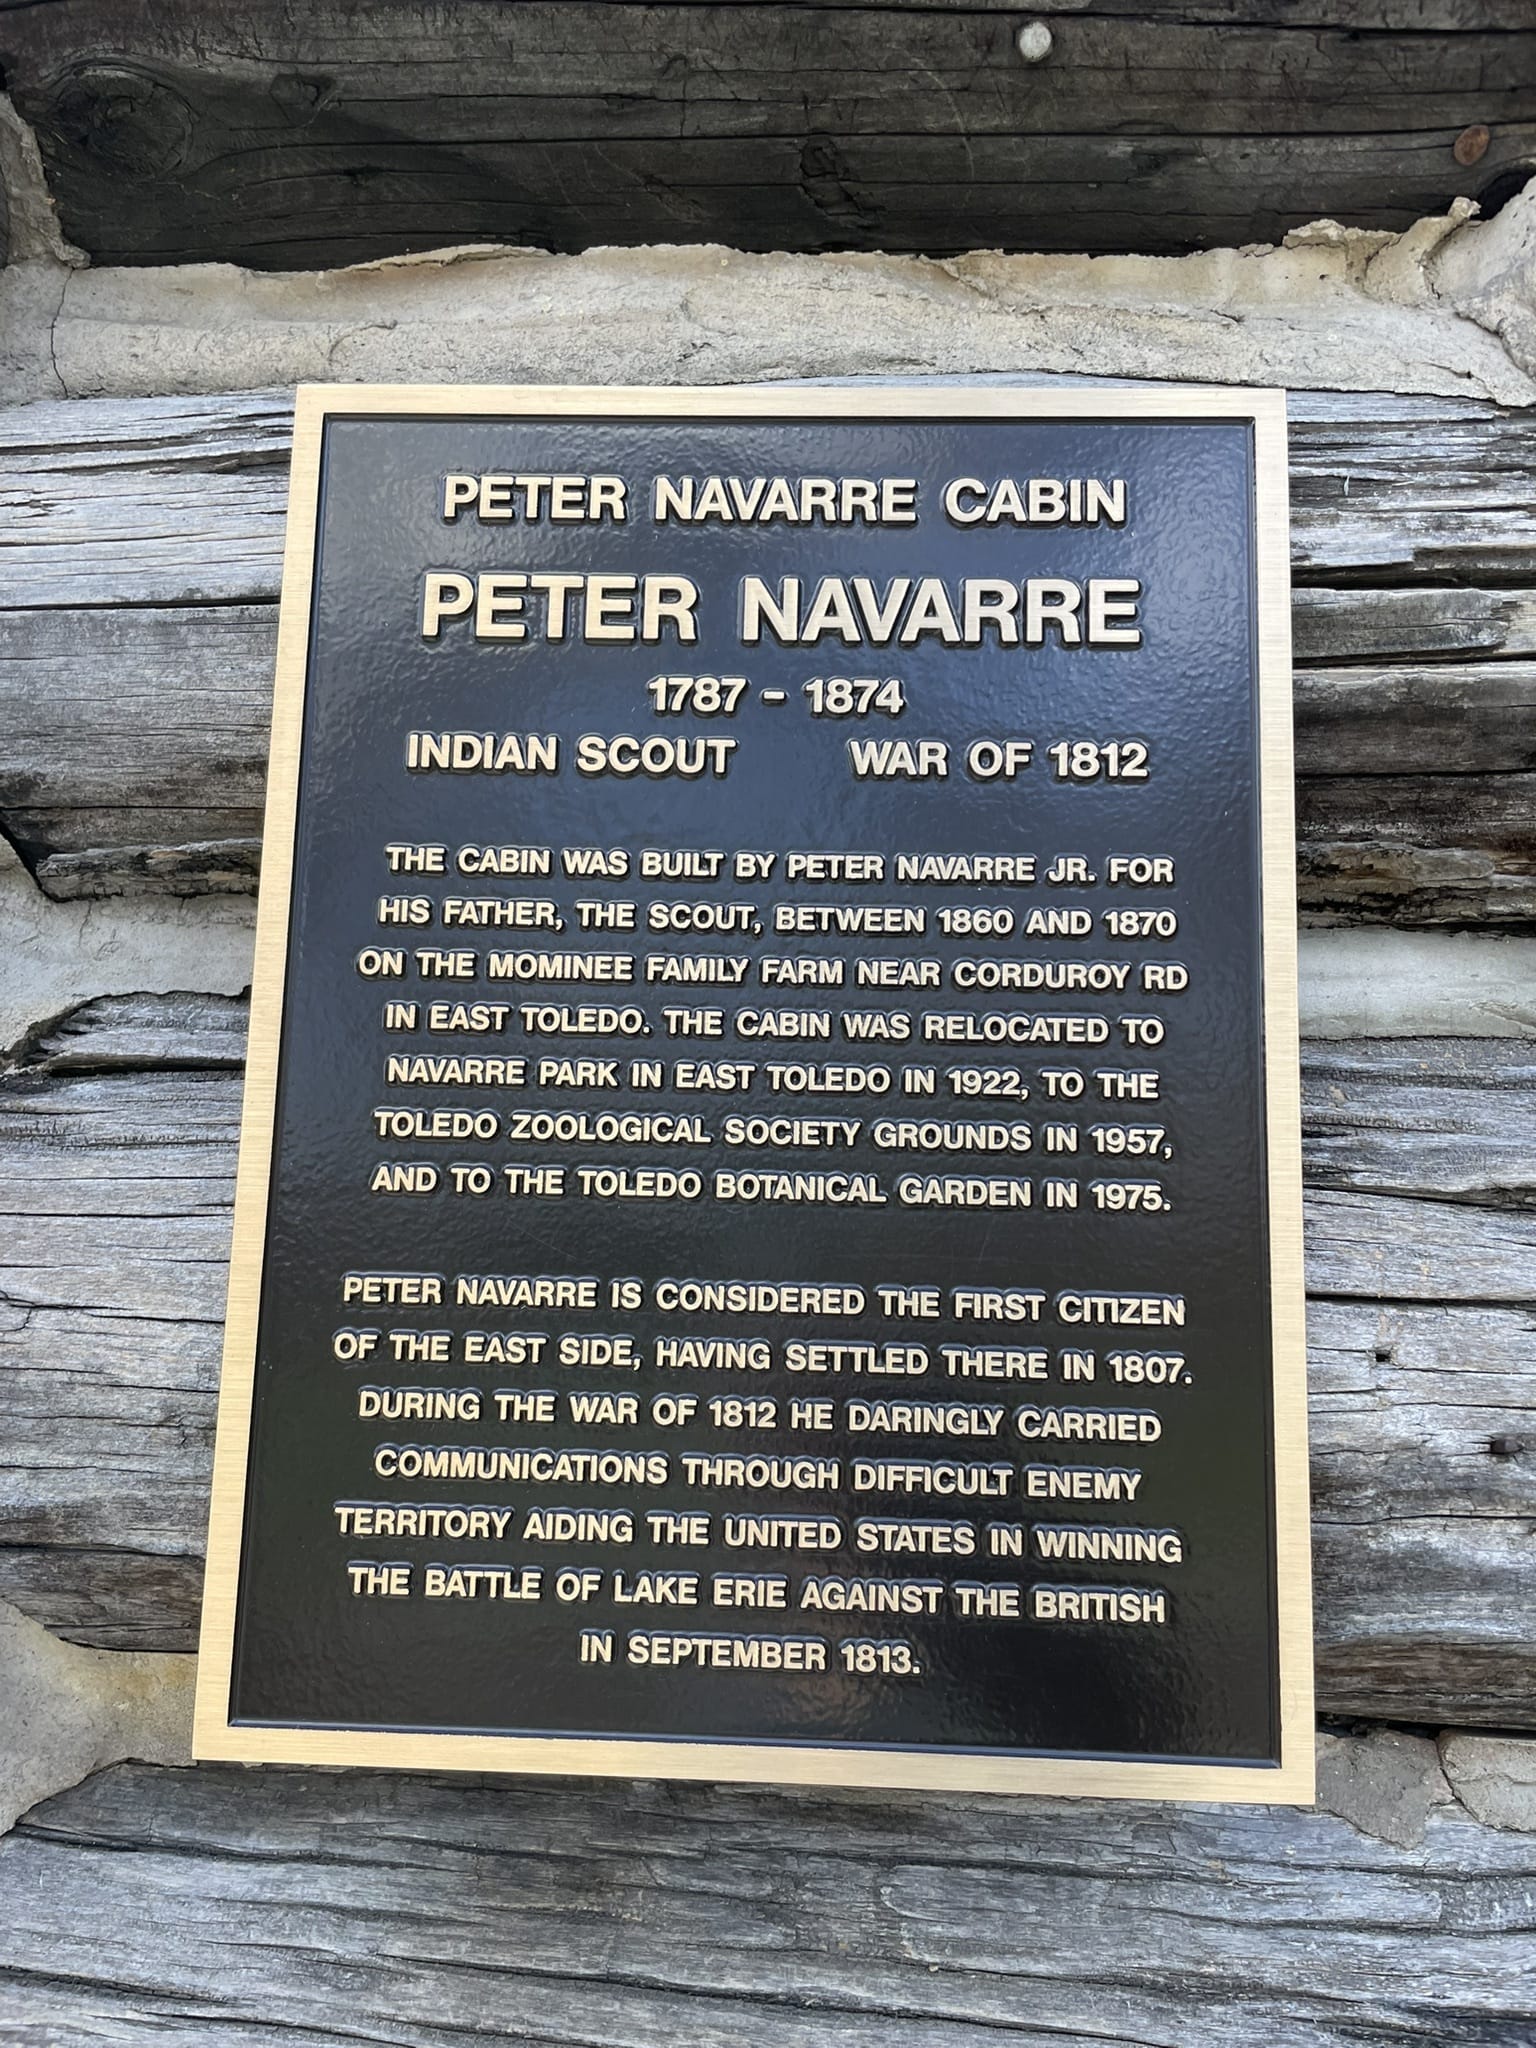 PETER NAVARRE CABIN
PETER NAVARRE
1787 - 1874
INDIAN SCOUT WAR OF 1812
THE CABIN WAS BUILT BY PETER NAVARRE JR. FOR
HIS FATHER, THE SCOUT, BETWEEN 1860 AND 1870
ON THE MOMINEE FAMILY FARM NEAR CORDUROY RD
IN EAST TOLEDO. THE CABIN WAS RELOCATED TO
NAVARRE PARK IN EAST TOLEDO IN 1922, TO THE
TOLEDO ZOOLOGICAL SOCIETY GROUNDS IN 1957,
AND TO THE TOLEDO BOTANICAL GARDEN IN 1975.
PETER NAVARRE IS CONSIDERED THE FIRST CITIZEN
OF THE EAST SIDE, HAVING SETTLED THERE IN 1807.
DURING THE WAR OF 1812 HE DARINGLY CARRIED
COMMUNICATIONS THROUGH DIFFICULT ENEMY
TERRITORY AIDING THE UNITED STATES IN WINNING
THE BATTLE OF LAKE ERIE AGAINST THE BRITISH
IN SEPTEMBER 1813.